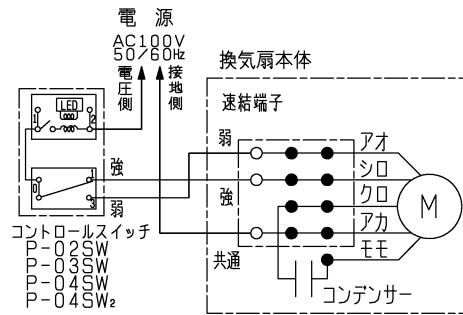 電 源
AC100V
50/60Hz
電圧側
接地側
換気扇本体
速結端子
LED
1
2
強
0
1
3
弱
コントロールスイッチ
P-02SW
P-03SW
P-04SW
P-04SW2
弱
強
共通
アオ
シロ
クロ
アカ
モモ
M
コンデンサー